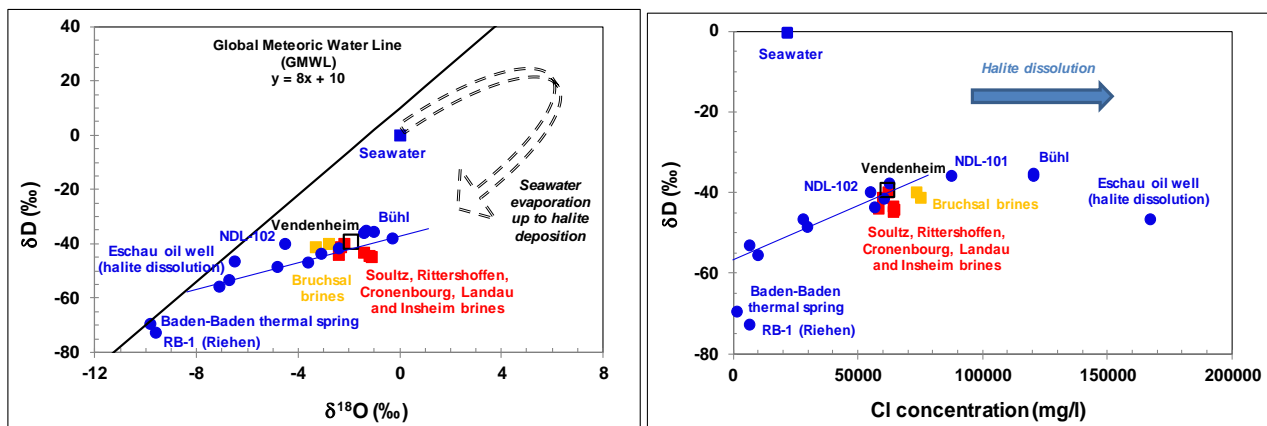 40
20
0
-20
-40
-60
-80
δD (‰)
Global Meteoric Water Line
(GMWL)
y = 8x + 10
Seawater
Seawater
evaporation
up to halite
deposition
Vendenheim
Bühl
NDL-102
Eschau oil well
(halite dissolution)
Bruchsal
brines
Soultz, Rittershoffen,
Cronenbourg, Landau
and Insheim brines
Baden-Baden thermal spring
RB-1 (Riehen)
-12
-8
-4
0
4
8
δ¹⁸O (‰)
0
-20
-40
-60
-80
δD (‰)
Seawater
Halite dissolution
Vendenheim
NDL-101
Bühl
NDL-102
Eschau oil well
(halite dissolution)
Bruchsal brines
Soultz, Rittershoffen,
Cronenbourg, Landau
and Insheim brines
Baden-Baden
thermal spring
RB-1 (Riehen)
0
50000
100000
150000
200000
Cl concentration (mg/l)